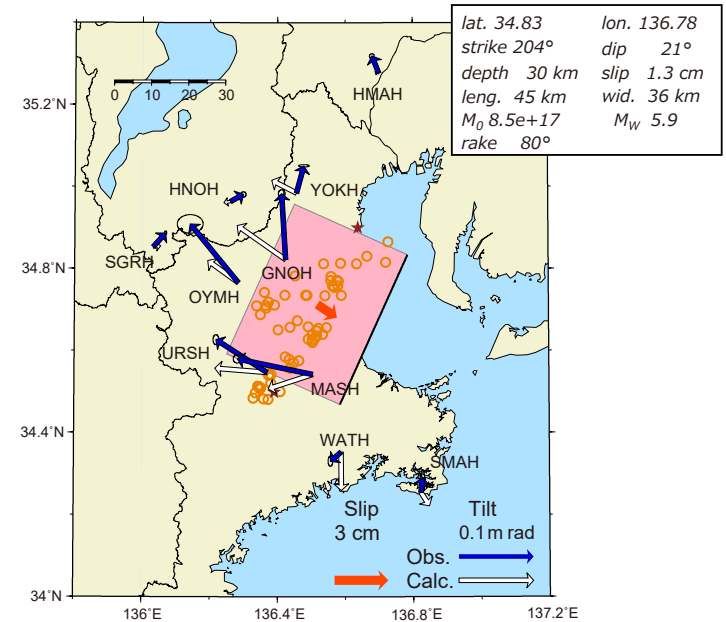 lat. 34.83 lon. 136.78
strike 204° dip 21°
depth 30 km slip 1.3 cm
leng. 45 km wid. 36 km
M0 8.5e+17 MW 5.9
rake 80°
136.4
0 10 20 30
HMAH
35.2°N
HNOH YOKH
SGRH
34.8°N
GNOH
OYMH
URSH
MASH
34.4°N
WATH
SMAH
Slip Tilt
3 cm 0.1 m rad
Obs.
Calc.
34°N
136°E 136.4°E 136.8°E 137.2°E